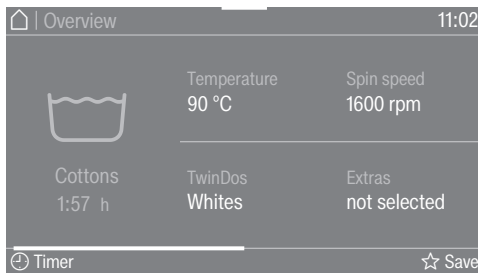 | Overview
11:02
Temperature
90 °C
Spin speed
1600 rpm
Cottons
1:57 h
TwinDos
Whites
Extras
not selected
Timer
Save